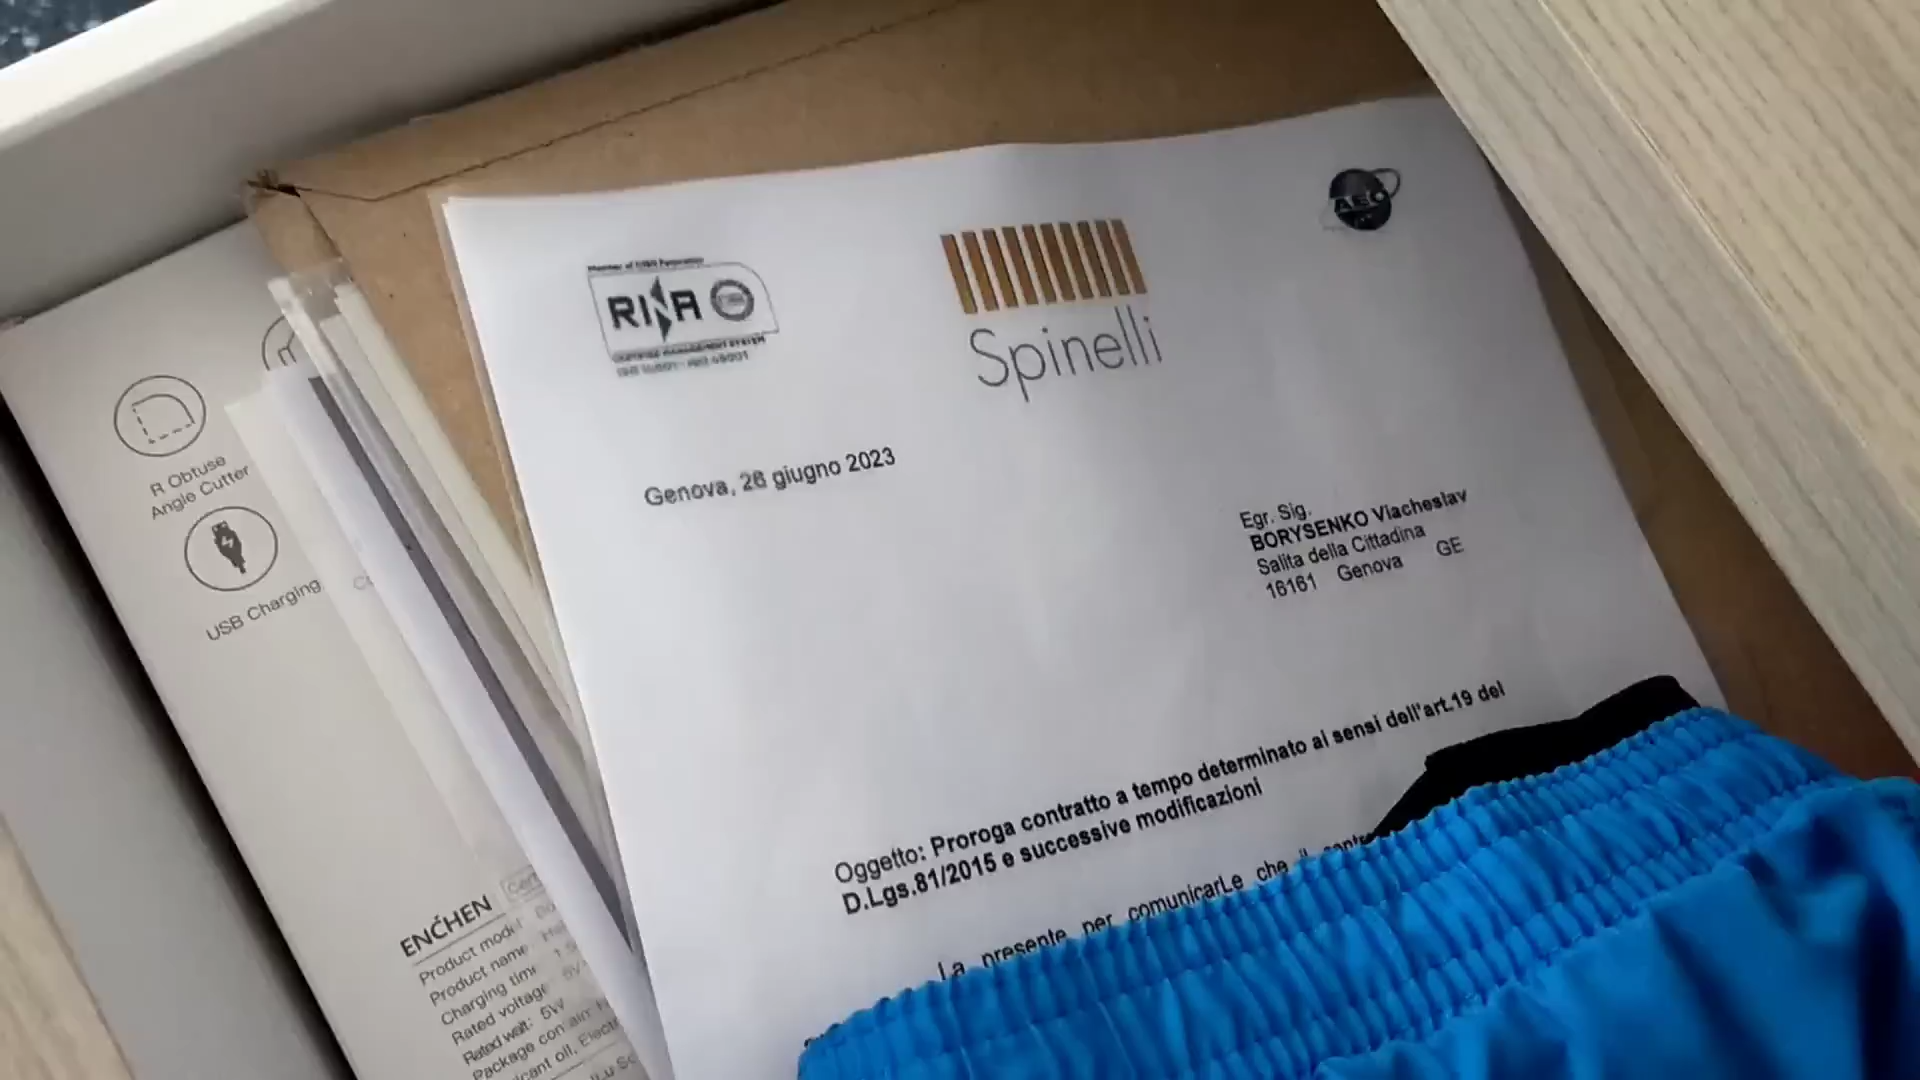 RINA
Spinelli
AEO
Genova, 26 giugno 2023
Egr. Sig.
BORYSENKO Viacheslav
Salita della Cittadina
16161 Genova GE
Oggetto: Proroga contratto a tempo determinato ai sensi dell'art.19 del
D.Lgs.81/2015 e successive modificazioni
La presente per comunicarLe che il
R Obtuse
Angle Cutter
USB Charging
ENCHEN
Product model
Product name
Charging time
Rated voltage
Rated watt: 5W
Package contain: